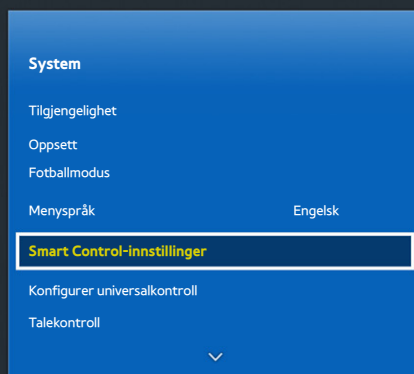 System
Tilgjengelighet
Oppsett
Fotballmodus
Menyspråk Engelsk
Smart Control-innstillinger
Konfigurer universalkontroll
Talekontroll